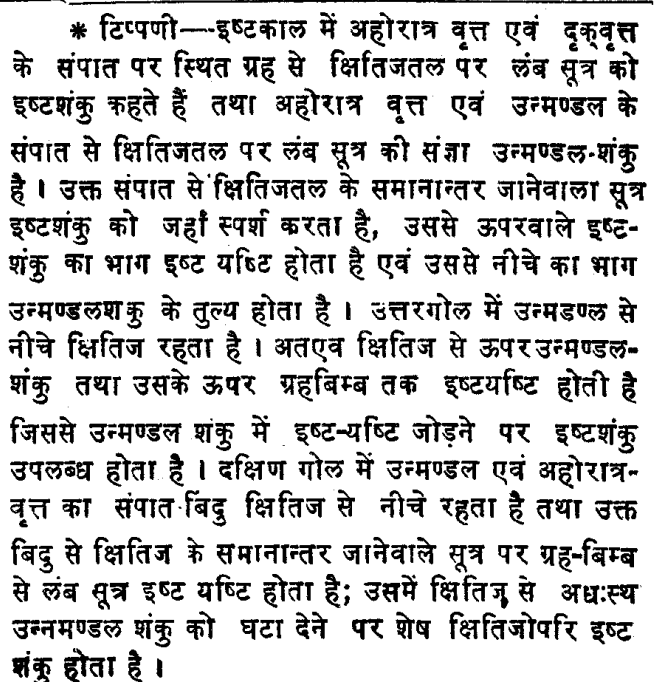 * टिप्पणी—-इष्टकाल में अहोरात्र वृत्त एवं दृक्वृत्त
के संपात पर स्थित ग्रह से क्षितिजतल पर लंब सूत्र को
इष्टशंकु कहते हैं तथा अहोरात्र वृत्त एवं उन्मण्डल के
संपात से क्षितिजतल पर लंब सूत्र की संज्ञा उन्मण्डल-शंकु
है । उक्त संपात से क्षितिजतल के समानान्तर जानेवाला सूत्र
इष्टशंकु को जहाँ स्पर्श करता है, उससे ऊपरवाले इष्ट-
शंकु का भाग इष्ट यष्टि होता है एवं उससे नीचे का भाग
उन्मण्डलशकु के तुल्य होता है । उत्तरगोल में उन्मडण्ल से
नीचे क्षितिज रहता है । अतएव क्षितिज से ऊपर उन्मण्डल-
शंकु तथा उसके ऊपर ग्रहबिम्ब तक इष्टयष्टि होती है
जिससे उन्मण्डल शंकु में इष्ट-यष्टि जोड़ने पर इष्टशंकु
उपलब्ध होता है । दक्षिण गोल में उन्मण्डल एवं अहोरात्र-
वृत्त का संपात बिंदु क्षितिज से नीचे रहता है तथा उक्त
बिदु से क्षितिज के समानान्तर जानेवाले सूत्र पर ग्रह-बिम्ब
से लंब सूत्र इष्ट यष्टि होता है; उसमें क्षितिज से अधःस्थ
उन्नमण्डल शंकु को घटा देने पर शेष क्षितिजोपरि इष्ट
शंकु होता है ।